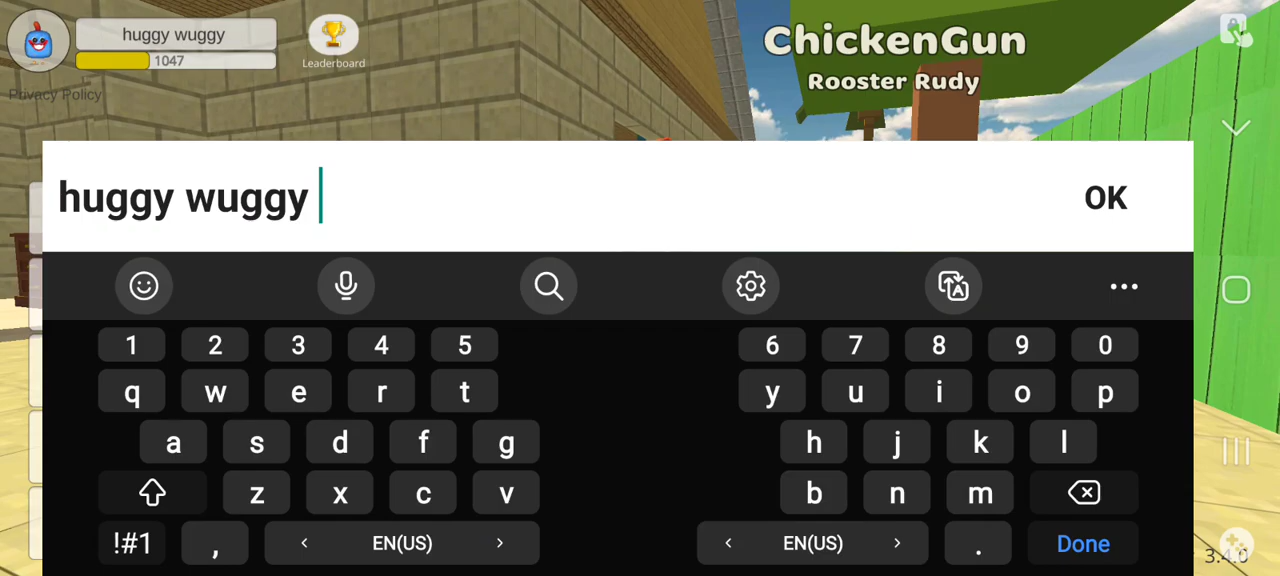 huggy wuggy
1047
Leaderboard
Privacy Policy
ChickenGun
Rooster Rudy
huggy wuggy
OK
1 2 3 4 5 6 7 8 9 0
q w e r t y u i o p
a s d f g h j k l
z x c v b n m
!#1 , < EN(US) > < EN(US) > . Done
3.4.0